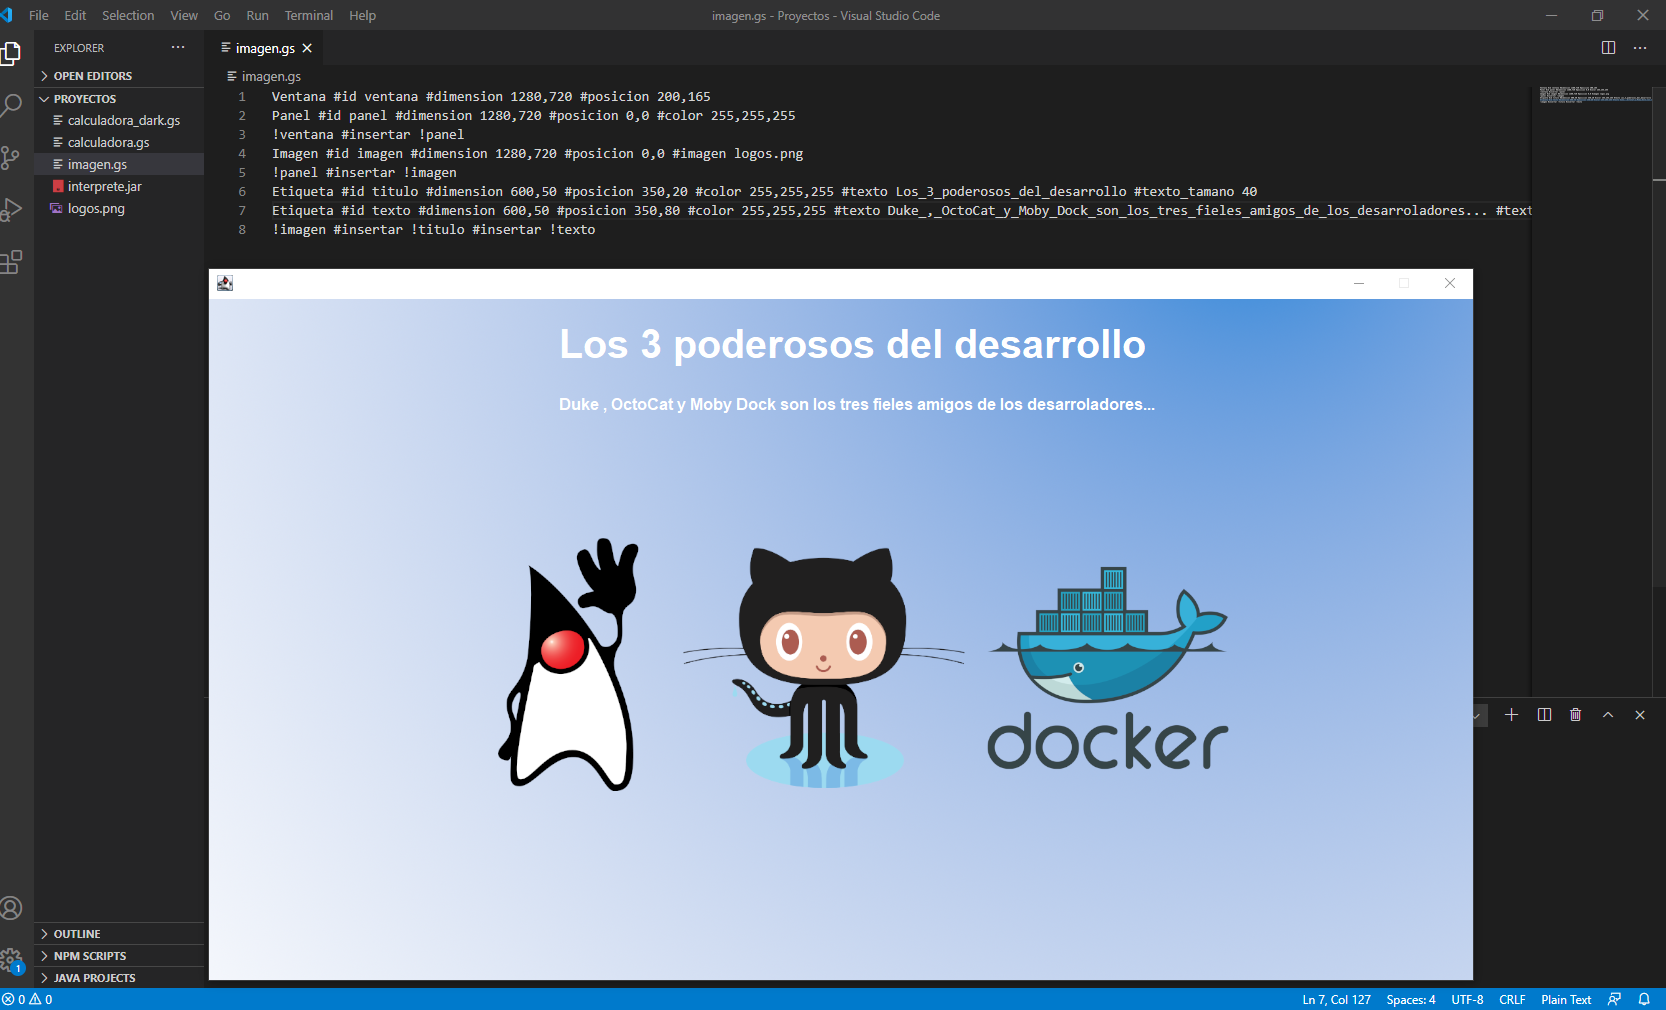 File Edit Selection View Go Run Terminal Help
imagen.gs - Proyectos - Visual Studio Code
EXPLORER
OPEN EDITORS
PROYECTOS
calculadora_dark.gs
calculadora.gs
imagen.gs
interprete.jar
logos.png
imagen.gs
imagen.gs
1 Ventana #id ventana #dimension 1280,720 #posicion 200,165
2 Panel #id panel #dimension 1280,720 #posicion 0,0 #color 255,255,255
3 !ventana #insertar !panel
4 Imagen #id imagen #dimension 1280,720 #posicion 0,0 #imagen logos.png
5 !panel #insertar !imagen
6 Etiqueta #id titulo #dimension 600,50 #posicion 350,20 #color 255,255,255 #texto Los_3_poderosos_del_desarrollo #texto_tamano 40
7 Etiqueta #id texto #dimension 600,50 #posicion 350,80 #color 255,255,255 #texto Duke_,_OctoCat_y_Moby_Dock_son_los_tres_fieles_amigos_de_los_desarroladores... #text
8 !imagen #insertar !titulo #insertar !texto
Los 3 poderosos del desarrollo
Duke , OctoCat y Moby Dock son los tres fieles amigos de los desarroladores...
docker
OUTLINE
NPM SCRIPTS
JAVA PROJECTS
1
0 0
Ln 7, Col 127 Spaces: 4 UTF-8 CRLF Plain Text